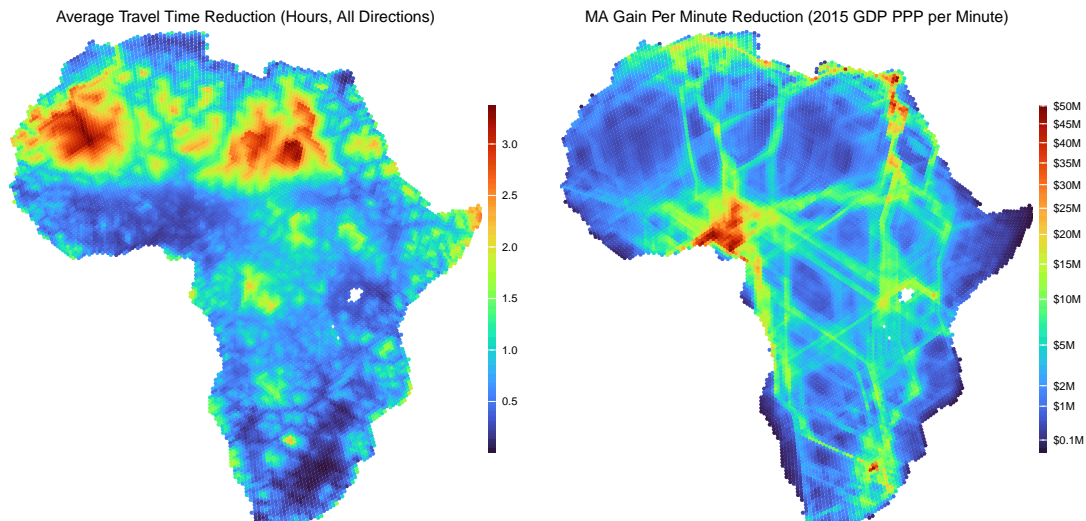 Average Travel Time Reduction (Hours, All Directions)
3.0
2.5
2.0
1.5
1.0
0.5
MA Gain Per Minute Reduction (2015 GDP PPP per Minute)
$50M
$45M
$40M
$35M
$30M
$25M
$20M
$15M
$10M
$5M
$2M
$1M
$0.1M